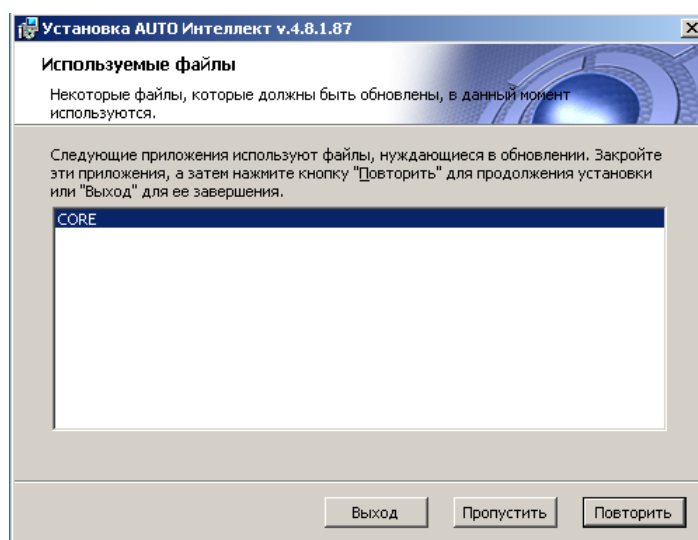 Установка AUTO Интеллект v.4.8.1.87
Используемые файлы
Некоторые файлы, которые должны быть обновлены, в данный момент
используются.
Следующие приложения используют файлы, нуждающиеся в обновлении. Закройте
эти приложения, а затем нажмите кнопку "Повторить" для продолжения установки
или "Выход" для ее завершения.
CORE
Выход Пропустить Повторить